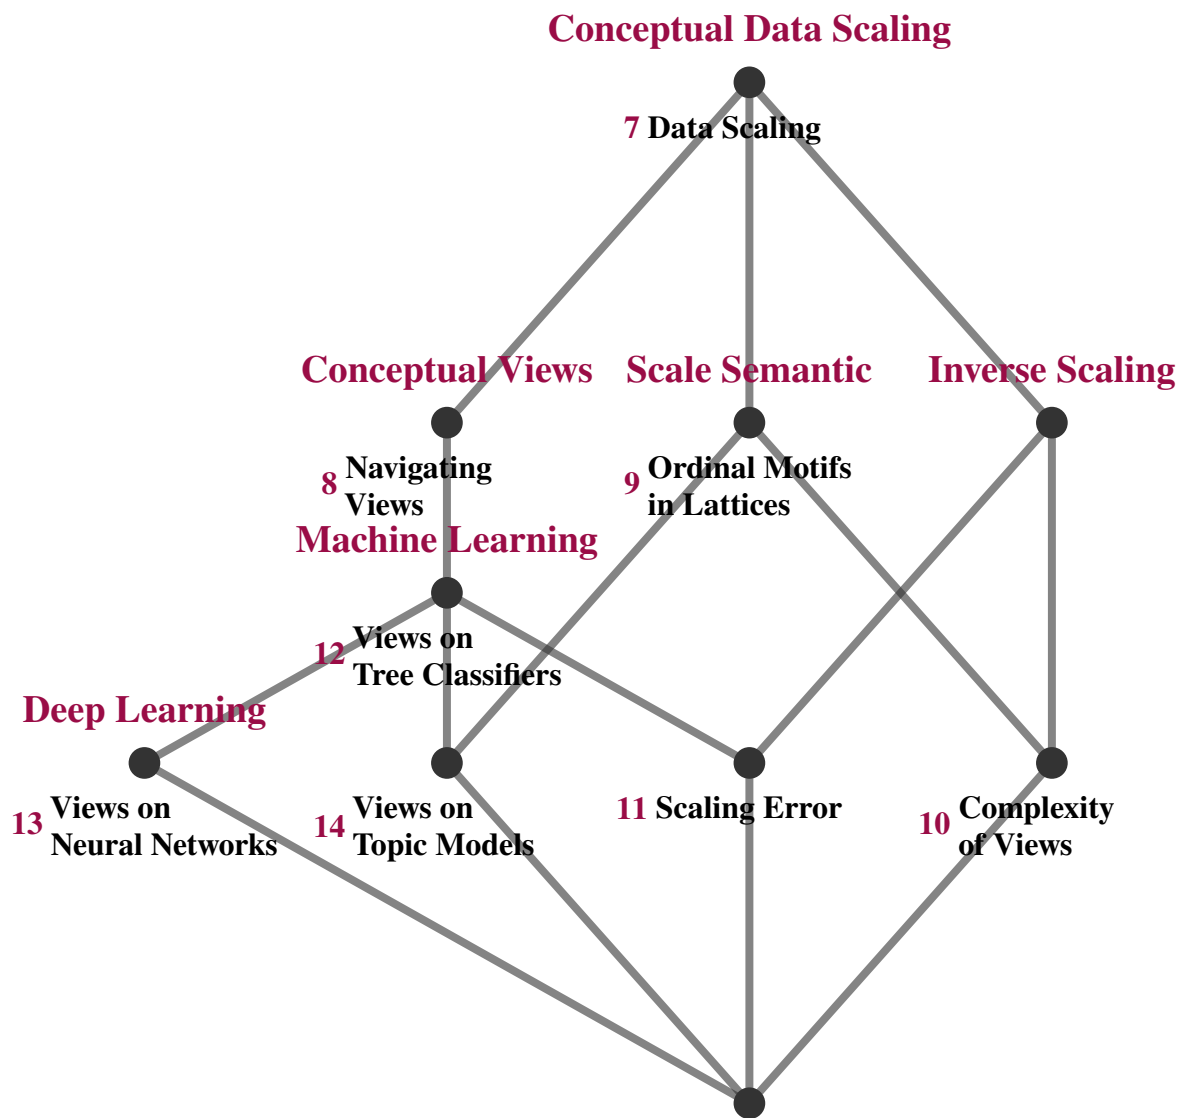 Conceptual Data Scaling
7 Data Scaling
Conceptual Views
Scale Semantic
Inverse Scaling
8 Navigating
Views
9 Ordinal Motifs
in Lattices
Machine Learning
12 Views on
Tree Classifiers
Deep Learning
13 Views on
Neural Networks
14 Views on
Topic Models
11 Scaling Error
10 Complexity
of Views